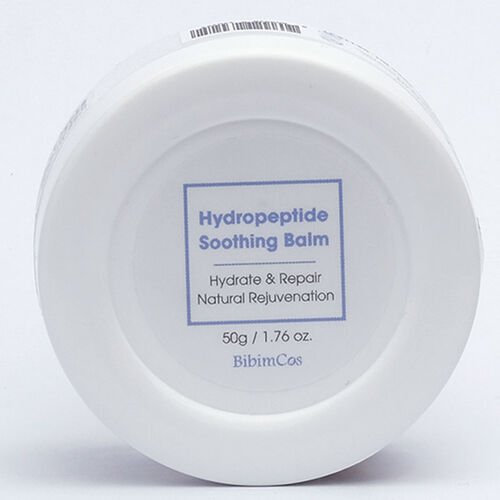 Hydropeptide
Soothing Balm
Hydrate & Repair
Natural Rejuvenation
50g / 1.76 oz.
BibimCos